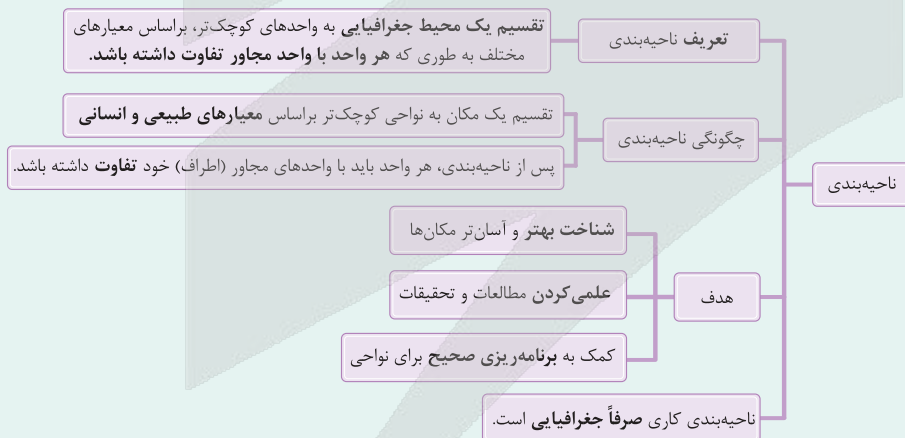 ناحیه‌بندی
تعریف ناحیه‌بندی
تقسیم یک محیط جغرافیایی به واحدهای کوچک‌تر، براساس معیارهای
مختلف به طوری که هر واحد با واحد مجاور تفاوت داشته باشد.
چگونگی ناحیه‌بندی
تقسیم یک مکان به نواحی کوچک‌تر براساس معیارهای طبیعی و انسانی
پس از ناحیه‌بندی، هر واحد باید با واحدهای مجاور (اطراف) خود تفاوت داشته باشد.
هدف
شناخت بهتر و آسان‌تر مکان‌ها
علمی‌کردن مطالعات و تحقیقات
کمک به برنامه‌ریزی صحیح برای نواحی
ناحیه‌بندی کاری صرفاً جغرافیایی است.